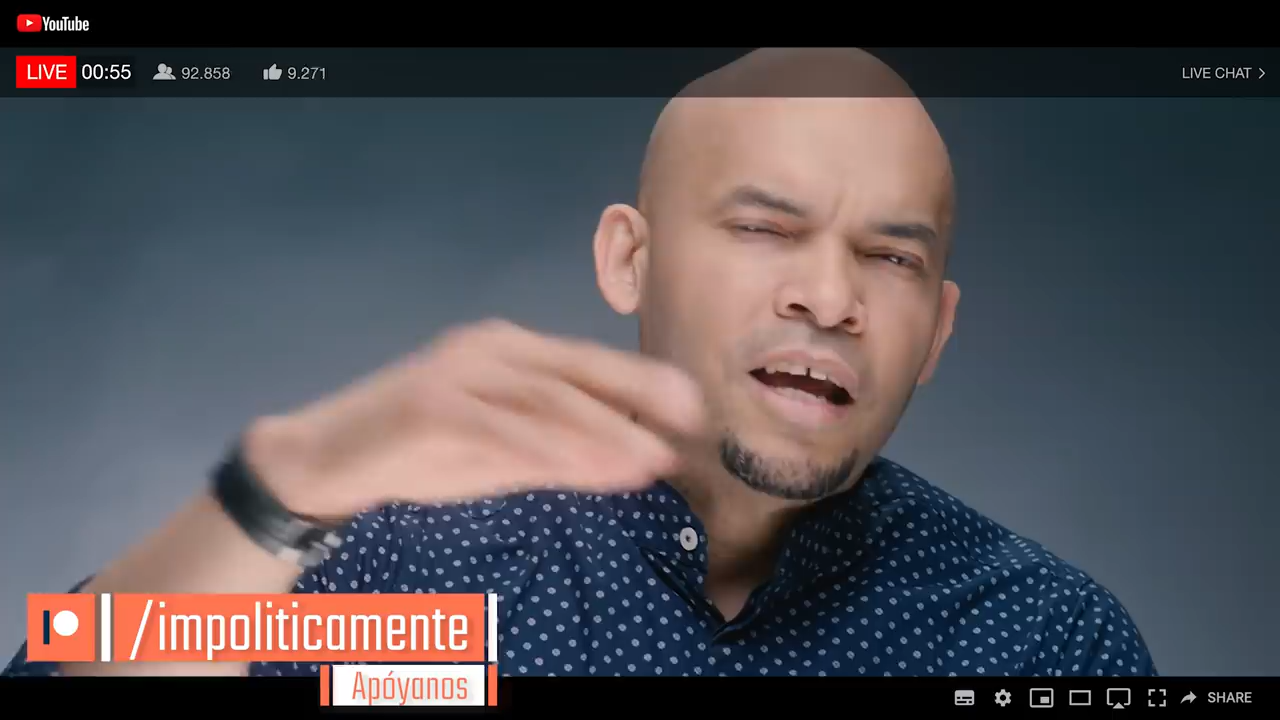 YouTube
LIVE 00:55 92.858 9.271 LIVE CHAT
/impoliticamente
Apóyanos
SHARE